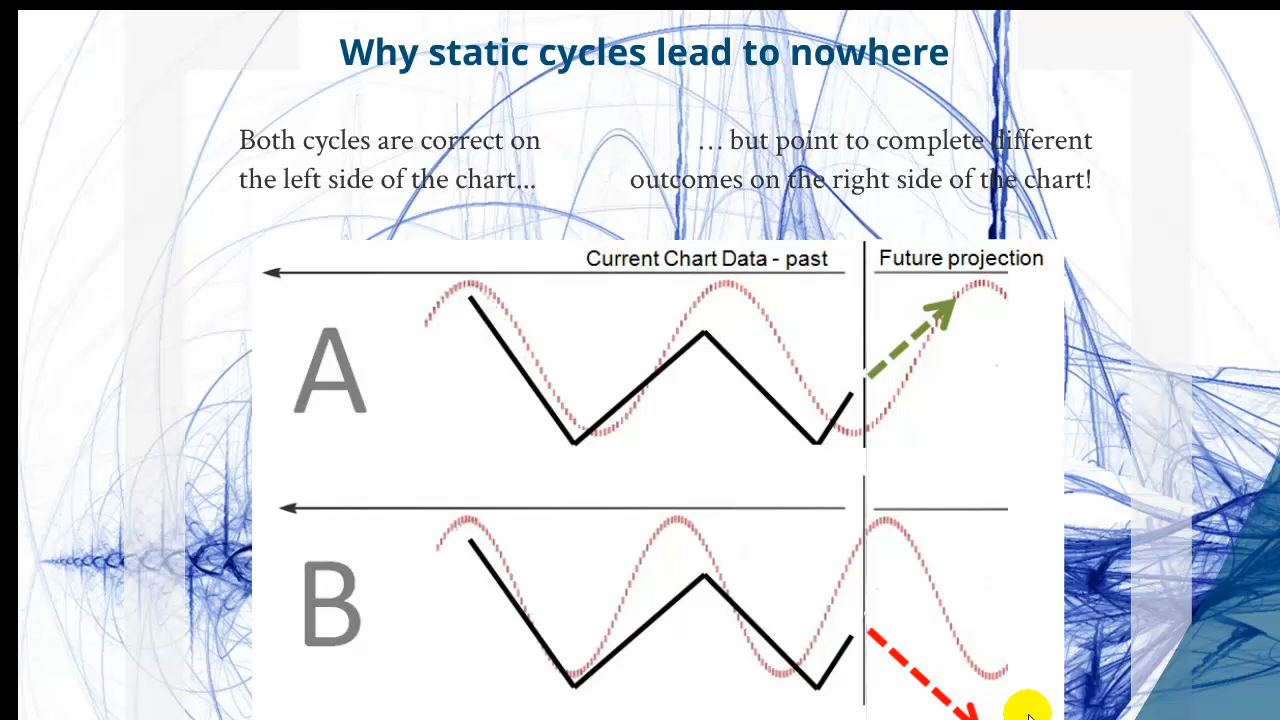 Why static cycles lead to nowhere
Both cycles are correct on
the left side of the chart...
… but point to complete different
outcomes on the right side of the chart!
Current Chart Data - past
Future projection
A
B